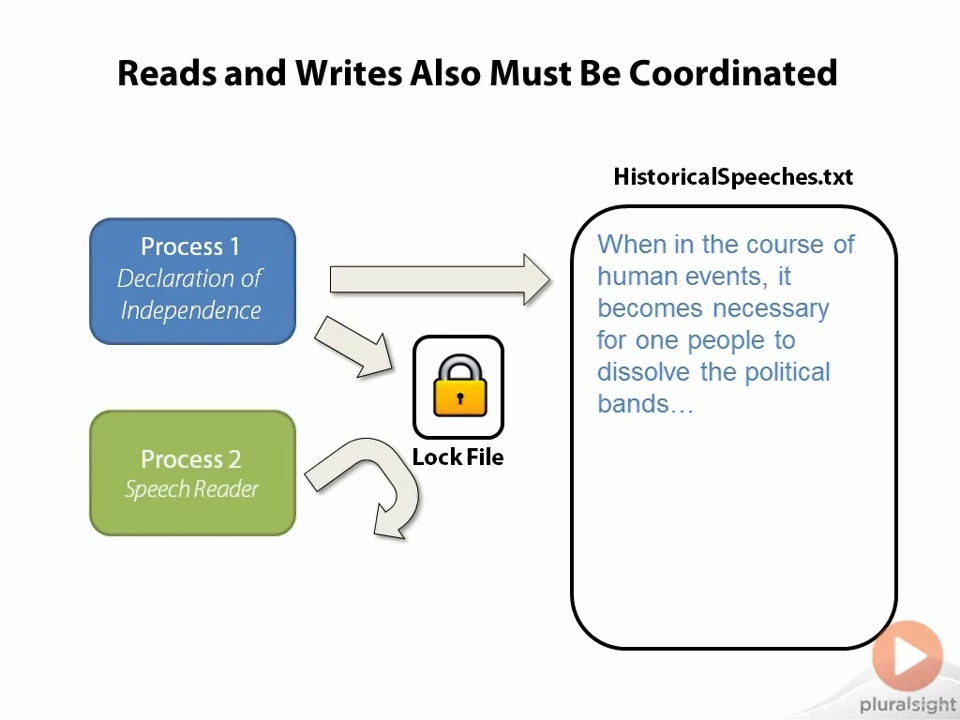 Reads and Writes Also Must Be Coordinated
HistoricalSpeeches.txt
Process 1
Declaration of
Independence
When in the course of
human events, it
becomes necessary
for one people to
dissolve the political
bands…
Lock File
Process 2
Speech Reader
pluralsight